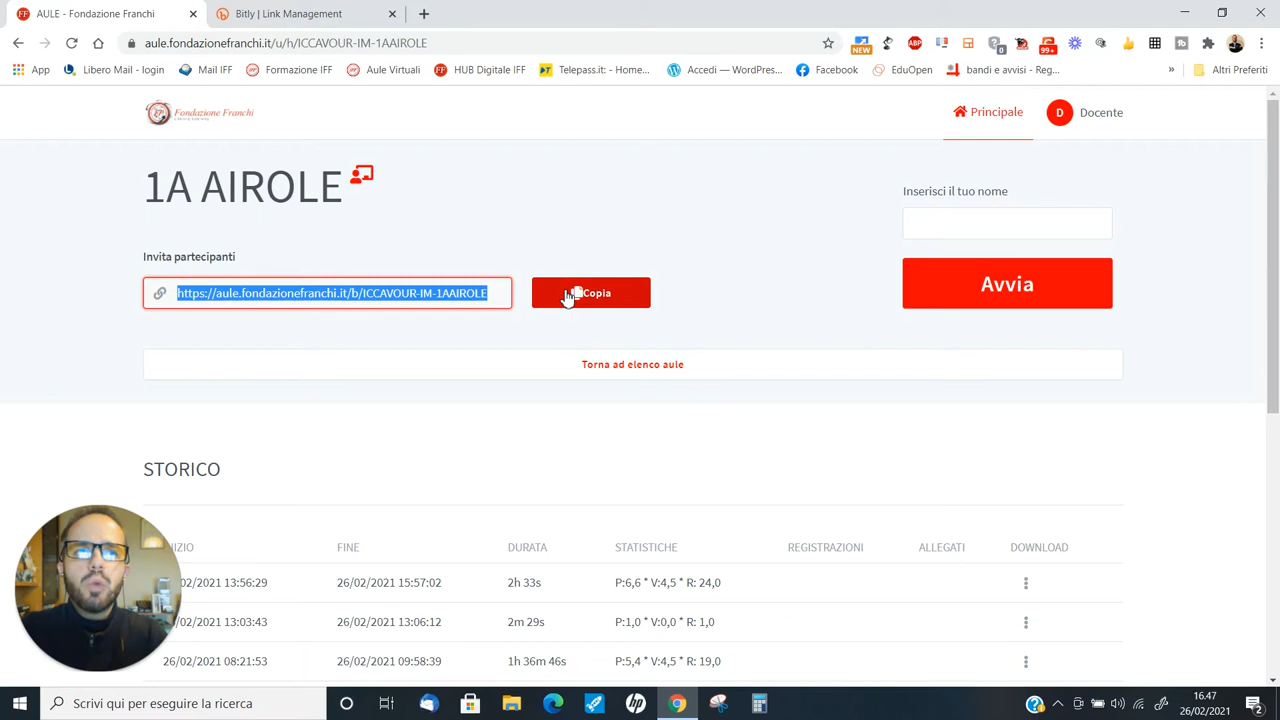 AULE - Fondazione Franchi
Bitly | Link Management
aule.fondazionefranchi.it/u/h/ICCAVOUR-IM-1AAIROLE
NEW
ABP
0
99+
App
Libero Mail - login
Mail IFF
Formazione IFF
Aule Virtuali
HUB Digitale IFF
Telepass.it: - Home...
Accedi — WordPres...
Facebook
EduOpen
bandi e avvisi - Reg...
»
Altri Preferiti
Fondazione Franchi
Principale
D
Docente
1A AIROLE
Inserisci il tuo nome
Invita partecipanti
https://aule.fondazionefranchi.it/b/ICCAVOUR-IM-1AAIROLE
Copia
Avvia
Torna ad elenco aule
STORICO
FINE
DURATA
STATISTICHE
REGISTRAZIONI
ALLEGATI
DOWNLOAD
/02/2021 13:56:29
26/02/2021 15:57:02
2h 33s
P:6,6 * V:4,5 * R: 24,0
/02/2021 13:03:43
26/02/2021 13:06:12
2m 29s
P:1,0 * V:0,0 * R: 1,0
26/02/2021 08:21:53
26/02/2021 09:58:39
1h 36m 46s
P:5,4 * V:4,5 * R: 19,0
Scrivi qui per eseguire la ricerca
16.47
26/02/2021
2